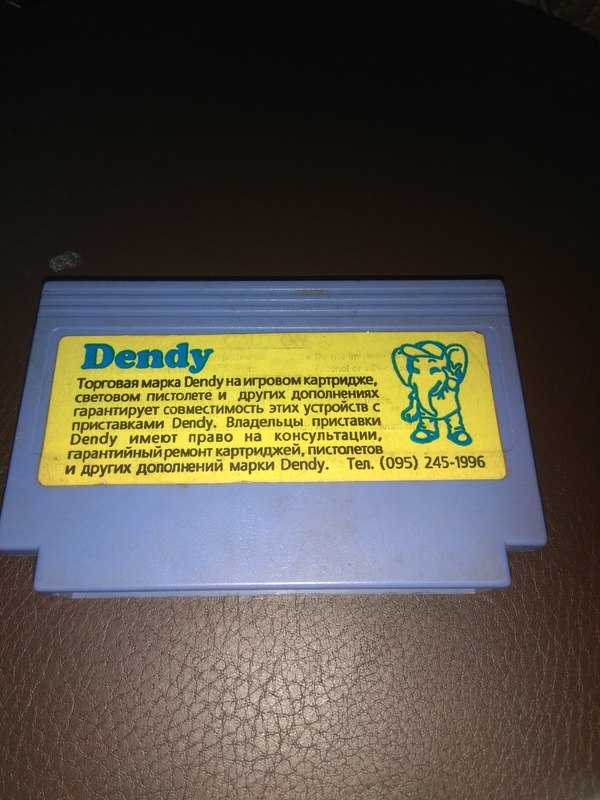 Dendy
Торговая марка Dendy на игровом картридже,
световом пистолете и других дополнениях
гарантирует совместимость этих устройств с
приставками Dendy. Владельцы приставки
Dendy имеют право на консультации,
гарантийный ремонт картриджей, пистолетов
и других дополнений марки Dendy. Тел. (095) 245-1996